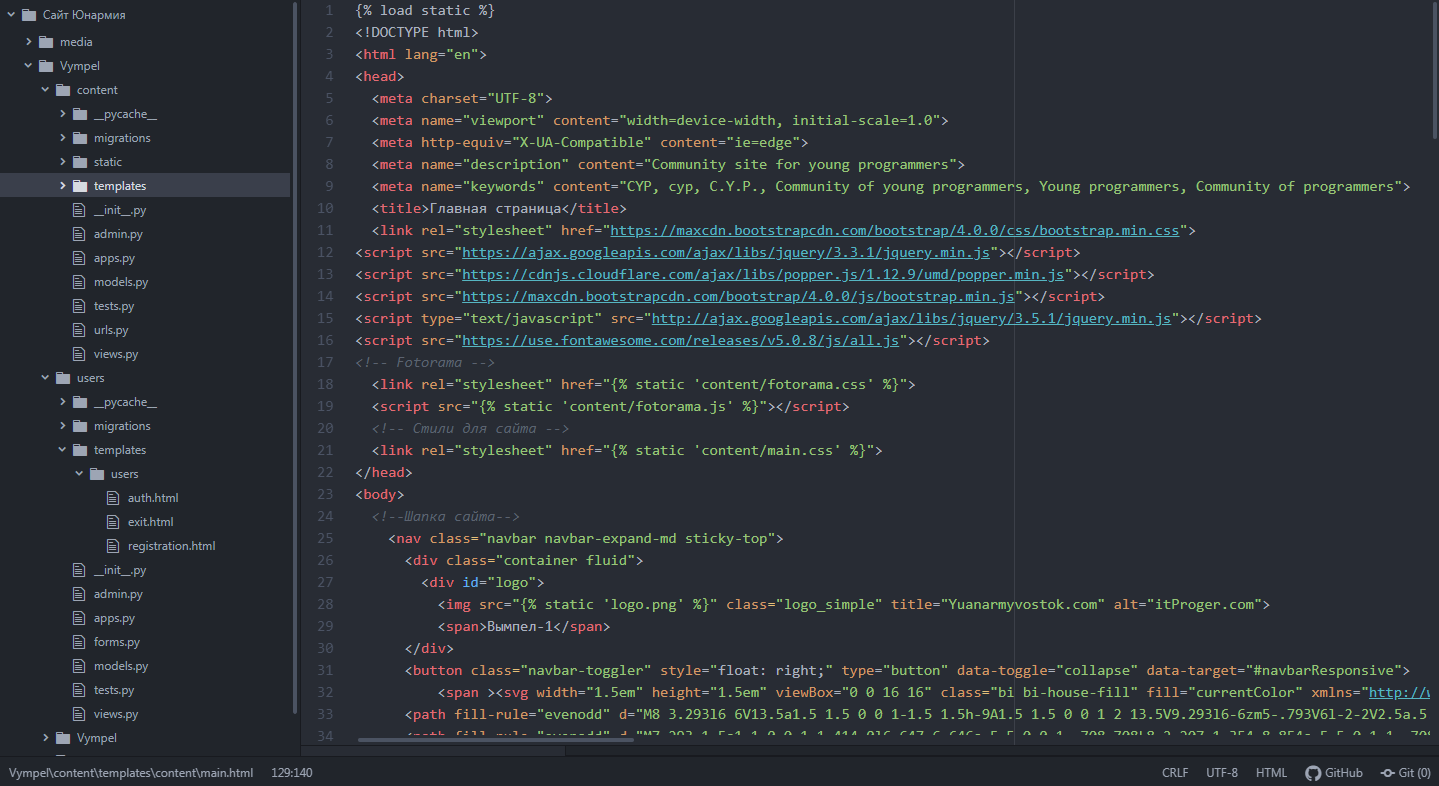 Сайт Юнармия
media
Vympel
content
__pycache__
migrations
static
templates
__init__.py
admin.py
apps.py
models.py
tests.py
urls.py
views.py
users
__pycache__
migrations
templates
users
auth.html
exit.html
registration.html
__init__.py
admin.py
apps.py
forms.py
models.py
tests.py
views.py
Vympel
1 {% load static %}
2 <!DOCTYPE html>
3 <html lang="en">
4 <head>
5 <meta charset="UTF-8">
6 <meta name="viewport" content="width=device-width, initial-scale=1.0">
7 <meta http-equiv="X-UA-Compatible" content="ie=edge">
8 <meta name="description" content="Community site for young programmers">
9 <meta name="keywords" content="CYP, cyp, C.Y.P., Community of young programmers, Young programmers, Community of programmers">
10 <title>Главная страница</title>
11 <link rel="stylesheet" href="https://maxcdn.bootstrapcdn.com/bootstrap/4.0.0/css/bootstrap.min.css">
12 <script src="https://ajax.googleapis.com/ajax/libs/jquery/3.3.1/jquery.min.js"></script>
13 <script src="https://cdnjs.cloudflare.com/ajax/libs/popper.js/1.12.9/umd/popper.min.js"></script>
14 <script src="https://maxcdn.bootstrapcdn.com/bootstrap/4.0.0/js/bootstrap.min.js"></script>
15 <script type="text/javascript" src="http://ajax.googleapis.com/ajax/libs/jquery/3.5.1/jquery.min.js"></script>
16 <script src="https://use.fontawesome.com/releases/v5.0.8/js/all.js"></script>
17 <!-- Fotorama -->
18 <link rel="stylesheet" href="{% static 'content/fotorama.css' %}">
19 <script src="{% static 'content/fotorama.js' %}"></script>
20 <!-- Стили для сайта -->
21 <link rel="stylesheet" href="{% static 'content/main.css' %}">
22 </head>
23 <body>
24 <!--Шапка сайта-->
25 <nav class="navbar navbar-expand-md sticky-top">
26 <div class="container fluid">
27 <div id="logo">
28 <img src="{% static 'logo.png' %}" class="logo_simple" title="Yuanarmyvostok.com" alt="itProger.com">
29 <span>Вымпел-1</span>
30 </div>
31 <button class="navbar-toggler" style="float: right;" type="button" data-toggle="collapse" data-target="#navbarResponsive">
32 <span ><svg width="1.5em" height="1.5em" viewBox="0 0 16 16" class="bi bi-house-fill" fill="currentColor" xmlns="http://w
33 <path fill-rule="evenodd" d="M8 3.293l6 6V13.5a1.5 1.5 0 0 1-1.5 1.5h-9A1.5 1.5 0 0 1 2 13.5V9.293l6-6zm5-.793V6l-2-2V2.5a.5
34
Vympel\content\templates\content\main.html 129:140 CRLF UTF-8 HTML GitHub Git (0)